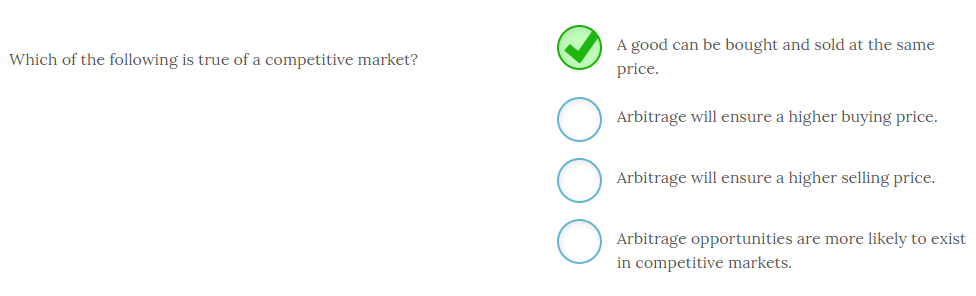 Which of the following is true of a competitive market?
A good can be bought and sold at the same
price.
Arbitrage will ensure a higher buying price.
Arbitrage will ensure a higher selling price.
Arbitrage opportunities are more likely to exist
in competitive markets.